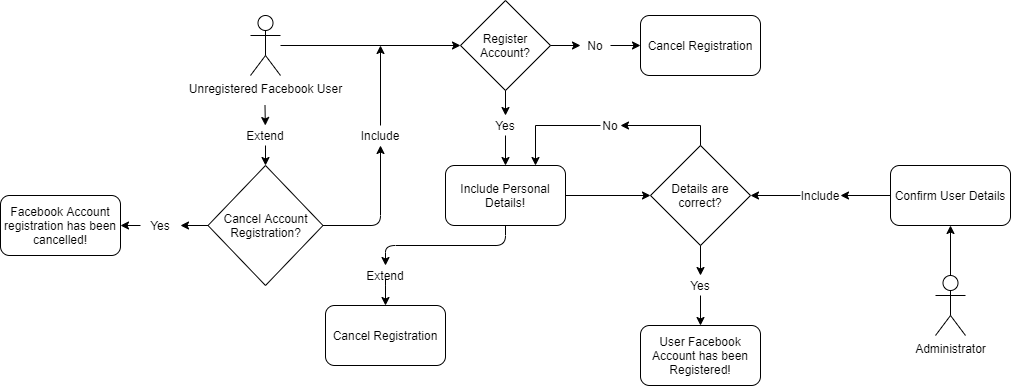 Register
Account?
No
Cancel Registration
Unregistered Facebook User
Extend
Include
Yes
No
Include Personal
Details!
Details are
correct?
Include
Confirm User Details
Facebook Account
registration has been
cancelled!
Yes
Cancel Account
Registration?
Extend
Cancel Registration
Yes
User Facebook
Account has been
Registered!
Administrator